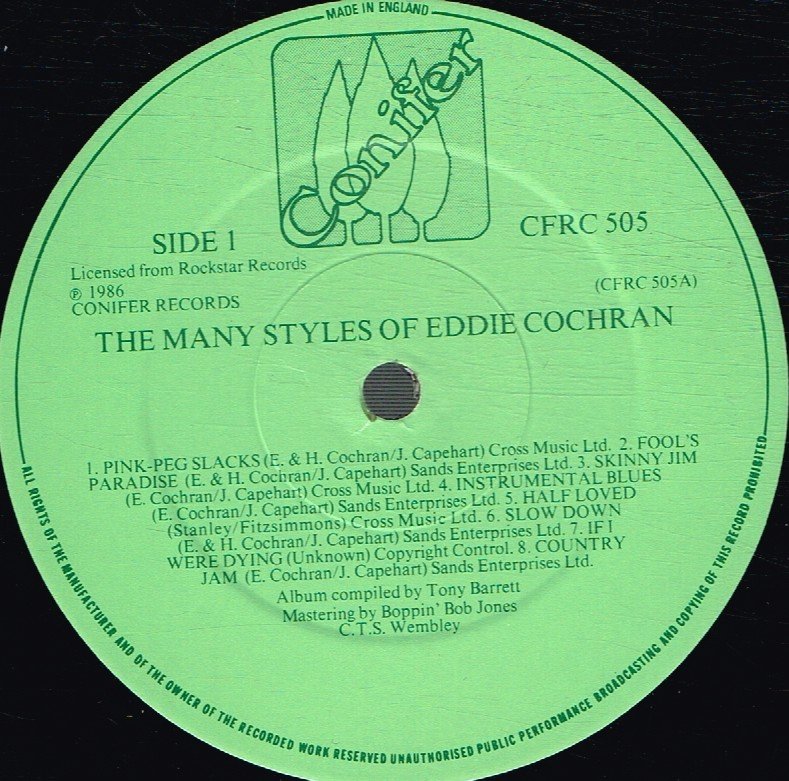 MADE IN ENGLAND
Conifer
SIDE 1
CFRC 505
Licensed from Rockstar Records
℗ 1986
(CFRC 505A)
CONIFER RECORDS
THE MANY STYLES OF EDDIE COCHRAN
1. PINK-PEG SLACKS (E. & H. Cochran/J. Capehart) Cross Music Ltd. 2. FOOL'S
PARADISE (E. & H. Cochran/J. Capehart) Sands Enterprises Ltd. 3. SKINNY JIM
(E. Cochran/J. Capehart) Cross Music Ltd. 4. INSTRUMENTAL BLUES
(E. Cochran/J. Capehart) Sands Enterprises Ltd. 5. HALF LOVED
(Stanley/Fitzsimmons) Cross Music Ltd. 6. SLOW DOWN
(E. & H. Cochran/J. Capehart) Sands Enterprises Ltd. 7. IF I
WERE DYING (Unknown) Copyright Control. 8. COUNTRY
JAM (E. Cochran/J. Capehart) Sands Enterprises Ltd.
Album compiled by Tony Barrett
Mastering by Boppin' Bob Jones
C.T.S. Wembley
ALL RIGHTS OF THE MANUFACTURER AND OF THE OWNER OF THE RECORDED WORK RESERVED UNAUTHORISED PUBLIC PERFORMANCE BROADCASTING AND COPYING OF THIS RECORD PROHIBITED